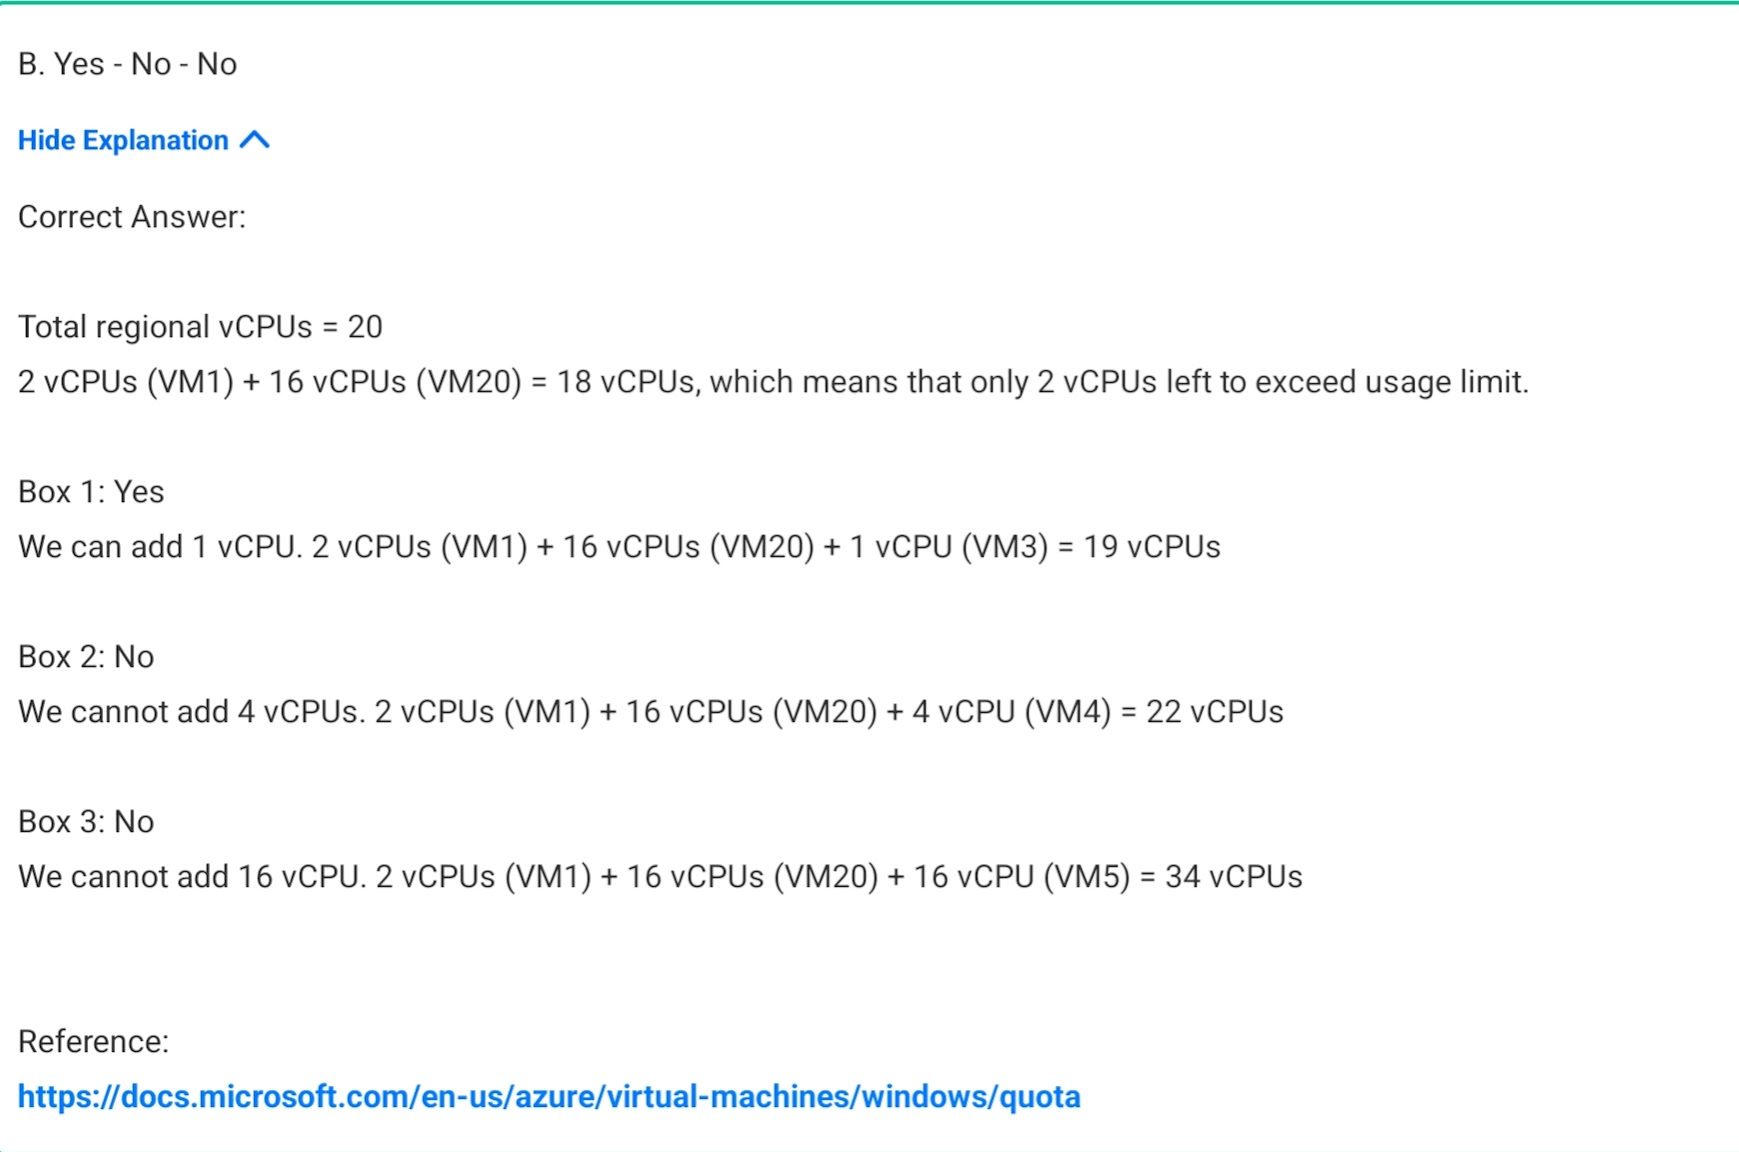 B. Yes - No - No
Hide Explanation
Correct Answer:
Total regional vCPUs = 20
2 vCPUs (VM1) + 16 vCPUs (VM20) = 18 vCPUs, which means that only 2 vCPUs left to exceed usage limit.
Box 1: Yes
We can add 1 vCPU. 2 vCPUs (VM1) + 16 vCPUs (VM20) + 1 vCPU (VM3) = 19 vCPUs
Box 2: No
We cannot add 4 vCPUs. 2 vCPUs (VM1) + 16 vCPUs (VM20) + 4 vCPU (VM4) = 22 vCPUs
Box 3: No
We cannot add 16 vCPU. 2 vCPUs (VM1) + 16 vCPUs (VM20) + 16 vCPU (VM5) = 34 vCPUs
Reference:
https://docs.microsoft.com/en-us/azure/virtual-machines/windows/quota